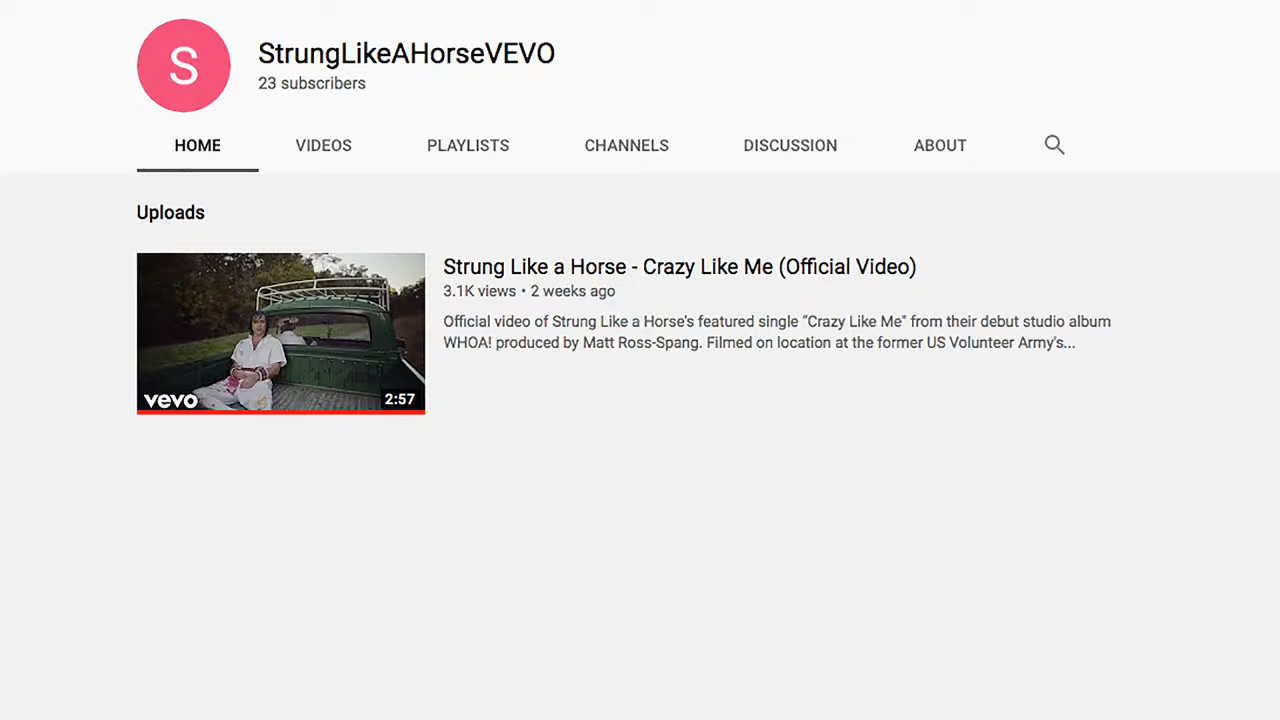 S
StrungLikeAHorseVEVO
23 subscribers
HOME VIDEOS PLAYLISTS CHANNELS DISCUSSION ABOUT
Uploads
vevo
2:57
Strung Like a Horse - Crazy Like Me (Official Video)
3.1K views • 2 weeks ago
Official video of Strung Like a Horse's featured single "Crazy Like Me" from their debut studio album
WHOA! produced by Matt Ross-Spang. Filmed on location at the former US Volunteer Army's...